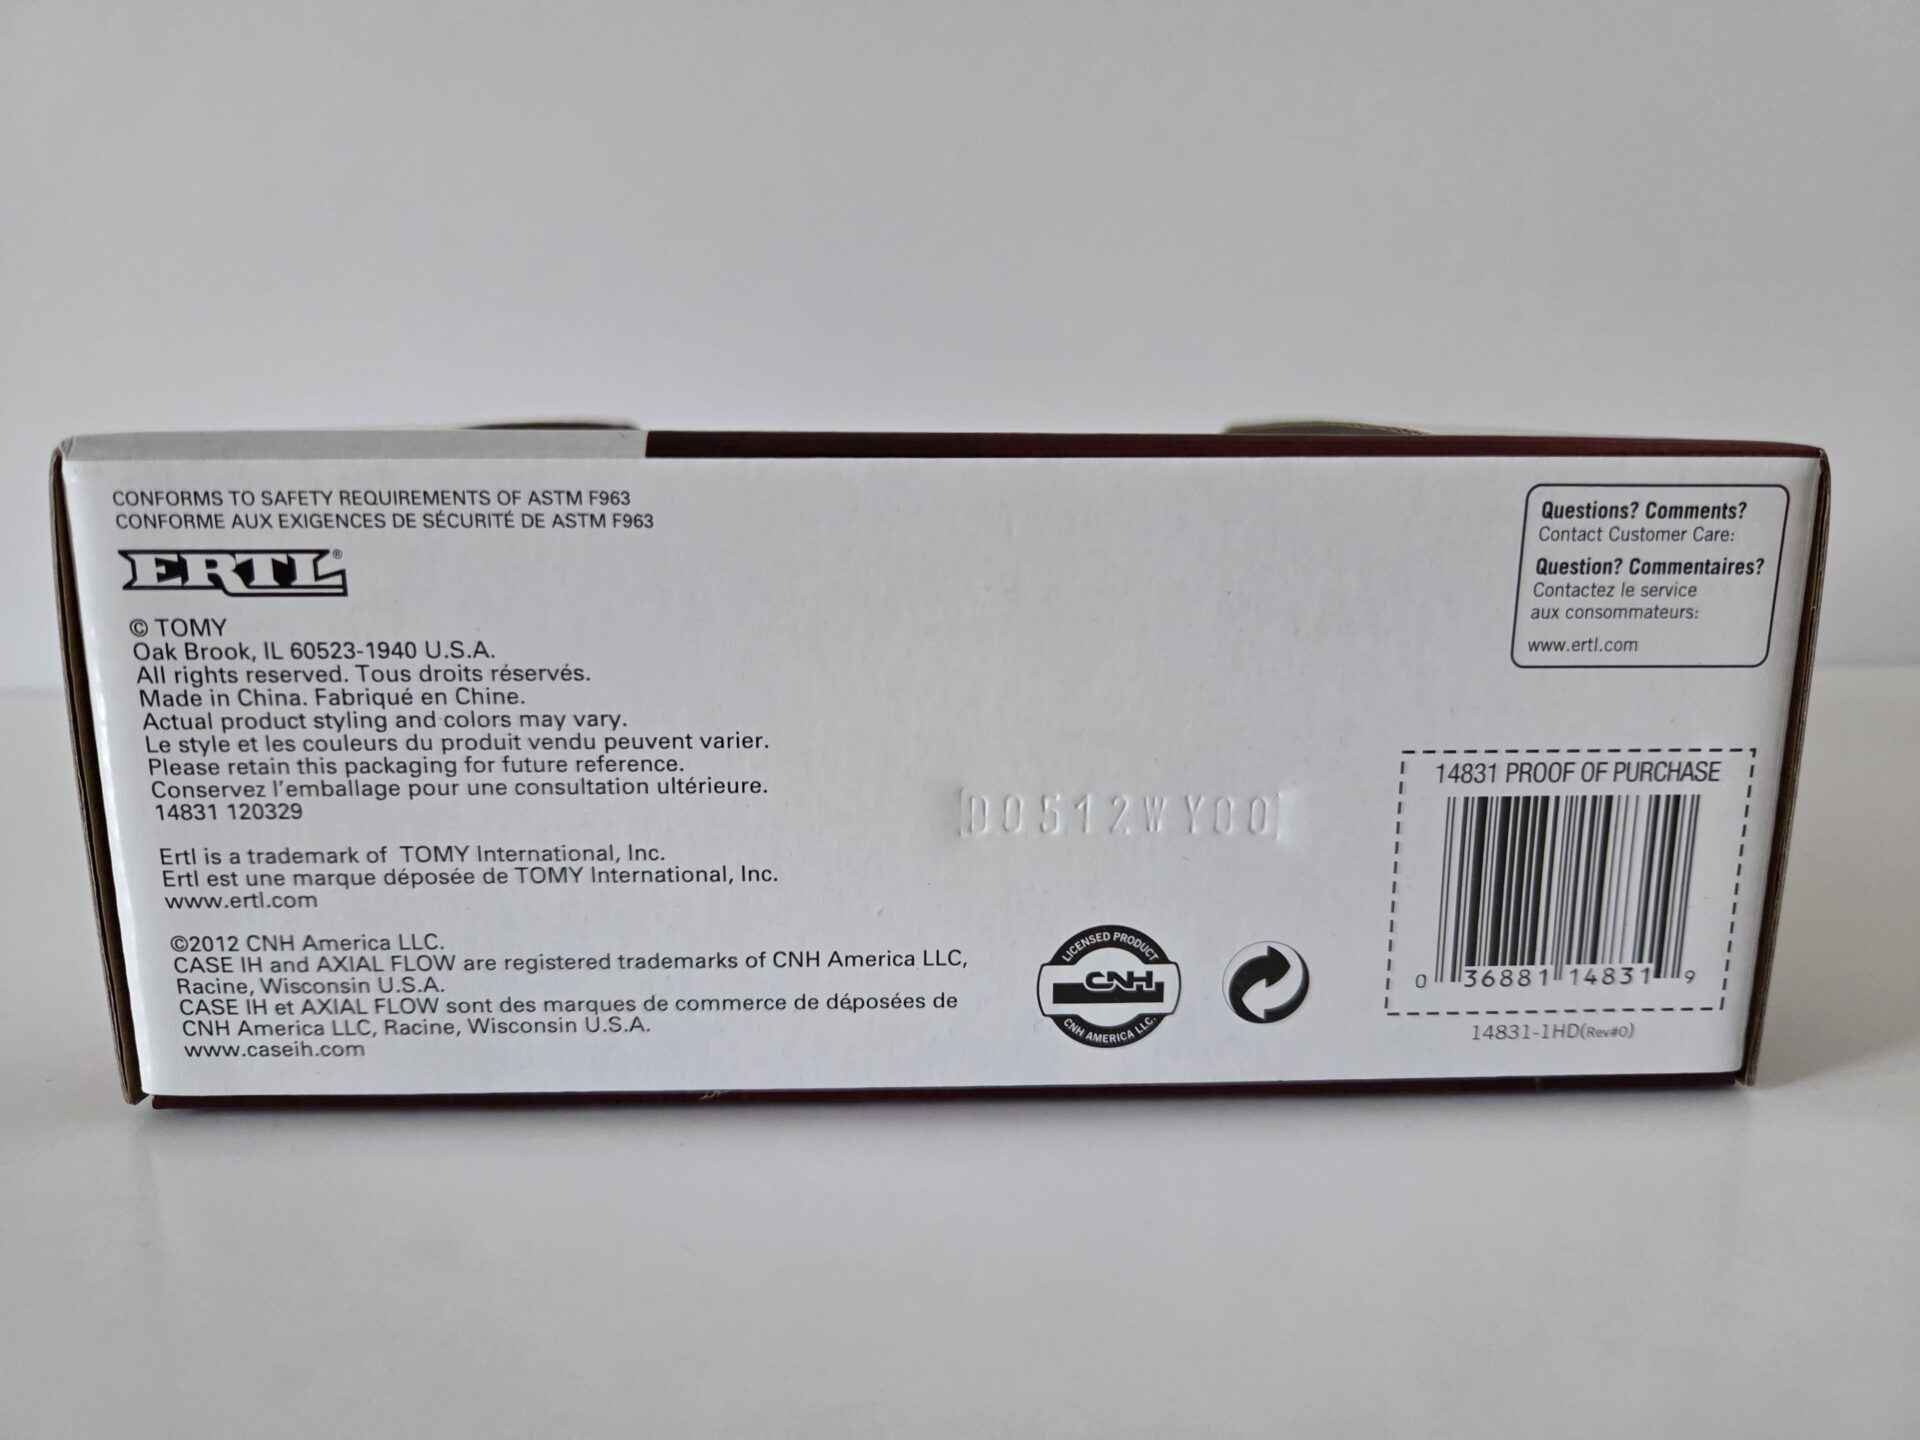 CONFORMS TO SAFETY REQUIREMENTS OF ASTM F963
CONFORME AUX EXIGENCES DE SÉCURITÉ DE ASTM F963
ERTL®
© TOMY
Oak Brook, IL 60523-1940 U.S.A.
All rights reserved. Tous droits réservés.
Made in China. Fabriqué en Chine.
Actual product styling and colors may vary.
Le style et les couleurs du produit vendu peuvent varier.
Please retain this packaging for future reference.
Conservez l'emballage pour une consultation ultérieure.
14831 120329
Ertl is a trademark of TOMY International, Inc.
Ertl est une marque déposée de TOMY International, Inc.
www.ertl.com
©2012 CNH America LLC.
CASE IH and AXIAL FLOW are registered trademarks of CNH America LLC,
Racine, Wisconsin U.S.A.
CASE IH et AXIAL FLOW sont des marques de commerce de déposées de
CNH America LLC, Racine, Wisconsin U.S.A.
www.caseih.com
D0512WY00
LICENSED PRODUCT
CNH
CNH AMERICA LLC.
Questions? Comments?
Contact Customer Care:
Question? Commentaires?
Contactez le service
aux consommateurs:
www.ertl.com
14831 PROOF OF PURCHASE
0 36881 14831 9
14831-1HD(Rev#0)